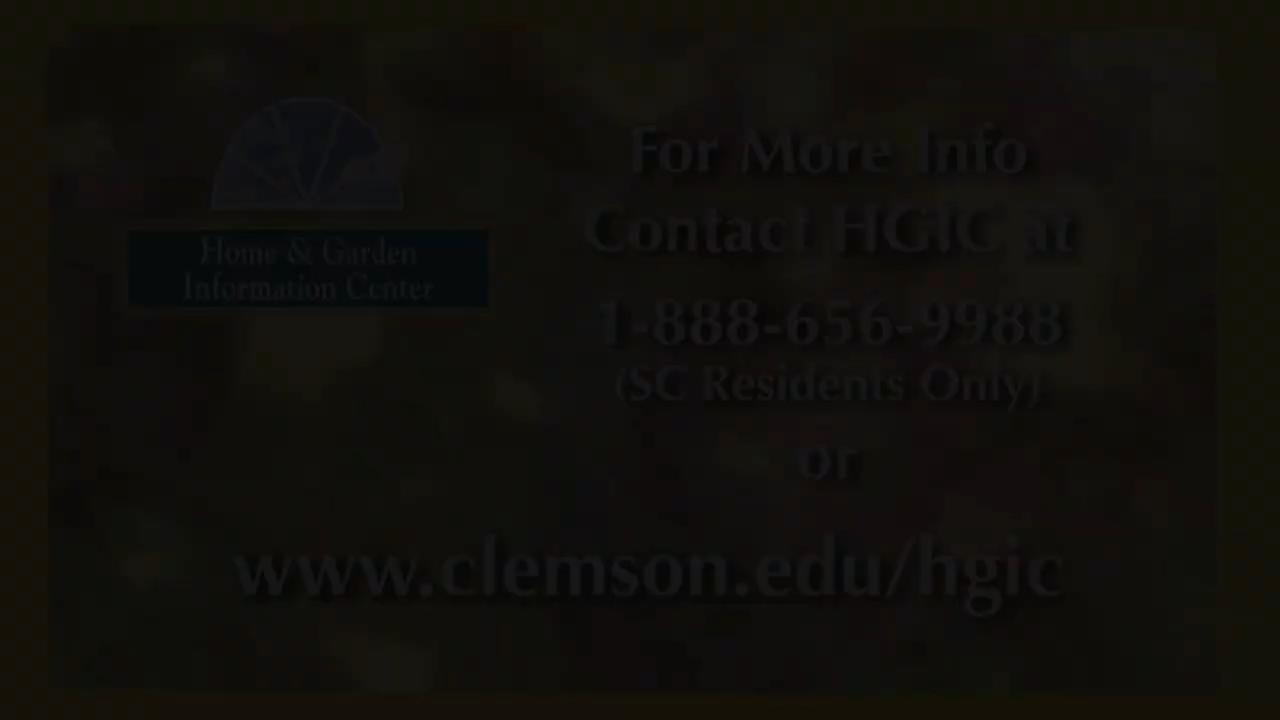 Home & Garden
Information Center
For More Info
Contact HGIC at
1-888-656-9988
(SC Residents Only)
or
www.clemson.edu/hgic